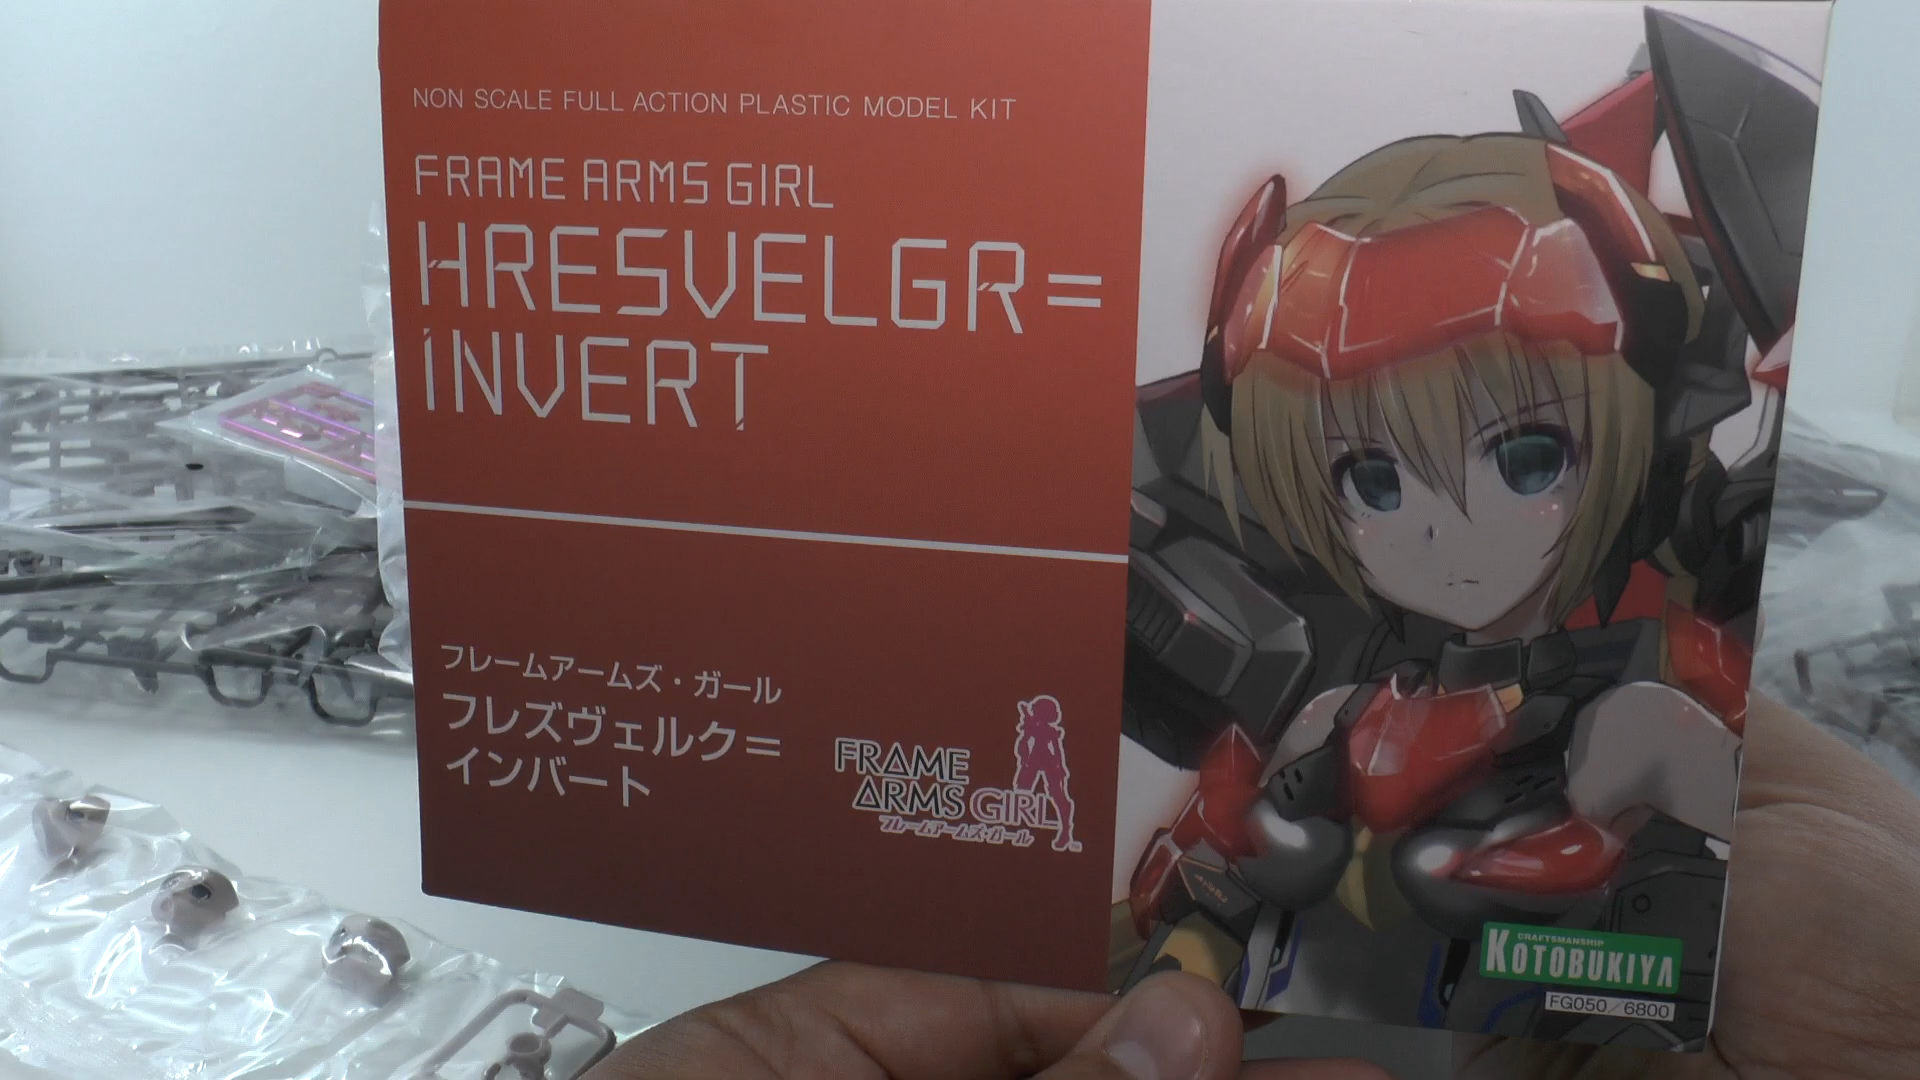 NON SCALE FULL ACTION PLASTIC MODEL KIT
FRAME ARMS GIRL
HRESVELGR=
INVERT
フレームアームズ・ガール
フレズヴェルク=
インバート
FRAME
ARMS GIRL
フレームアームズ・ガール
TM
CRAFTSMANSHIP
KOTOBUKIYA
FG050/6800